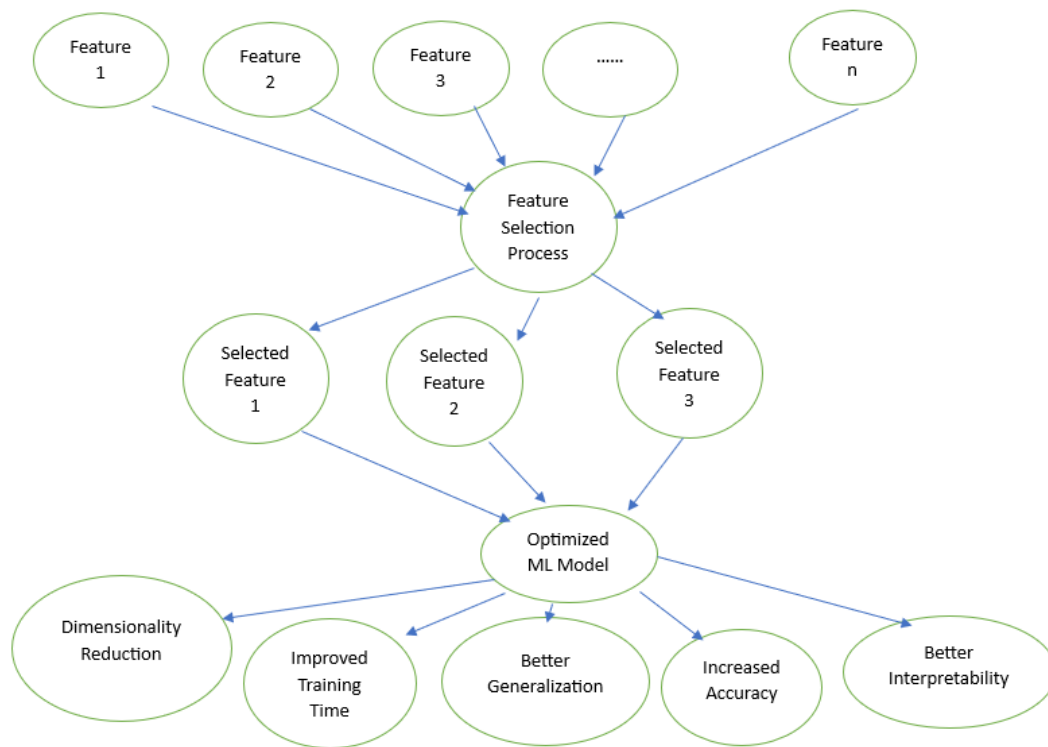 Feature
1
Feature
2
Feature
3
......
Feature
n
Feature
Selection
Process
Selected
Feature
1
Selected
Feature
2
Selected
Feature
3
Optimized
ML Model
Dimensionality
Reduction
Improved
Training
Time
Better
Generalization
Increased
Accuracy
Better
Interpretability